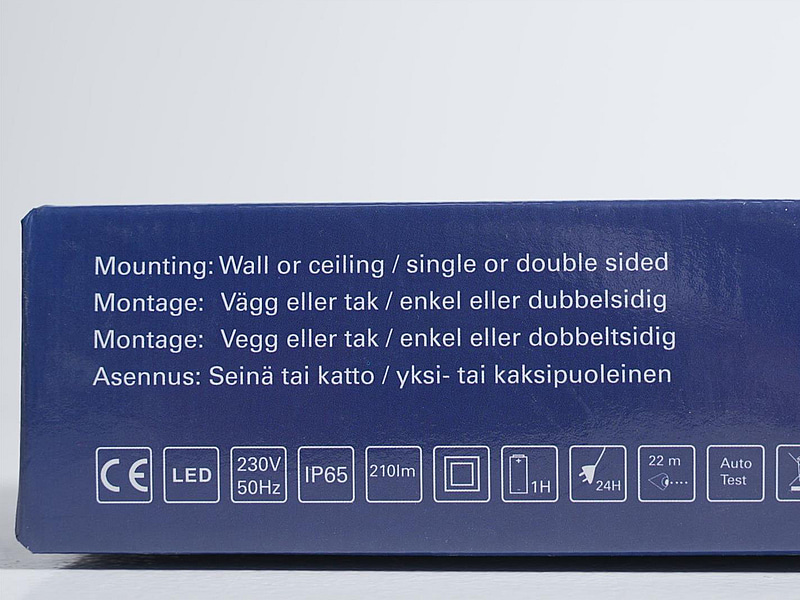 Mounting: Wall or ceiling / single or double sided
Montage: Vägg eller tak / enkel eller dubbelsidig
Montage: Vegg eller tak / enkel eller dobbeltsidig
Asennus: Seinä tai katto / yksi- tai kaksipuoleinen
CE LED 230V 50Hz IP65 210lm 1H 24H 22 m Auto Test